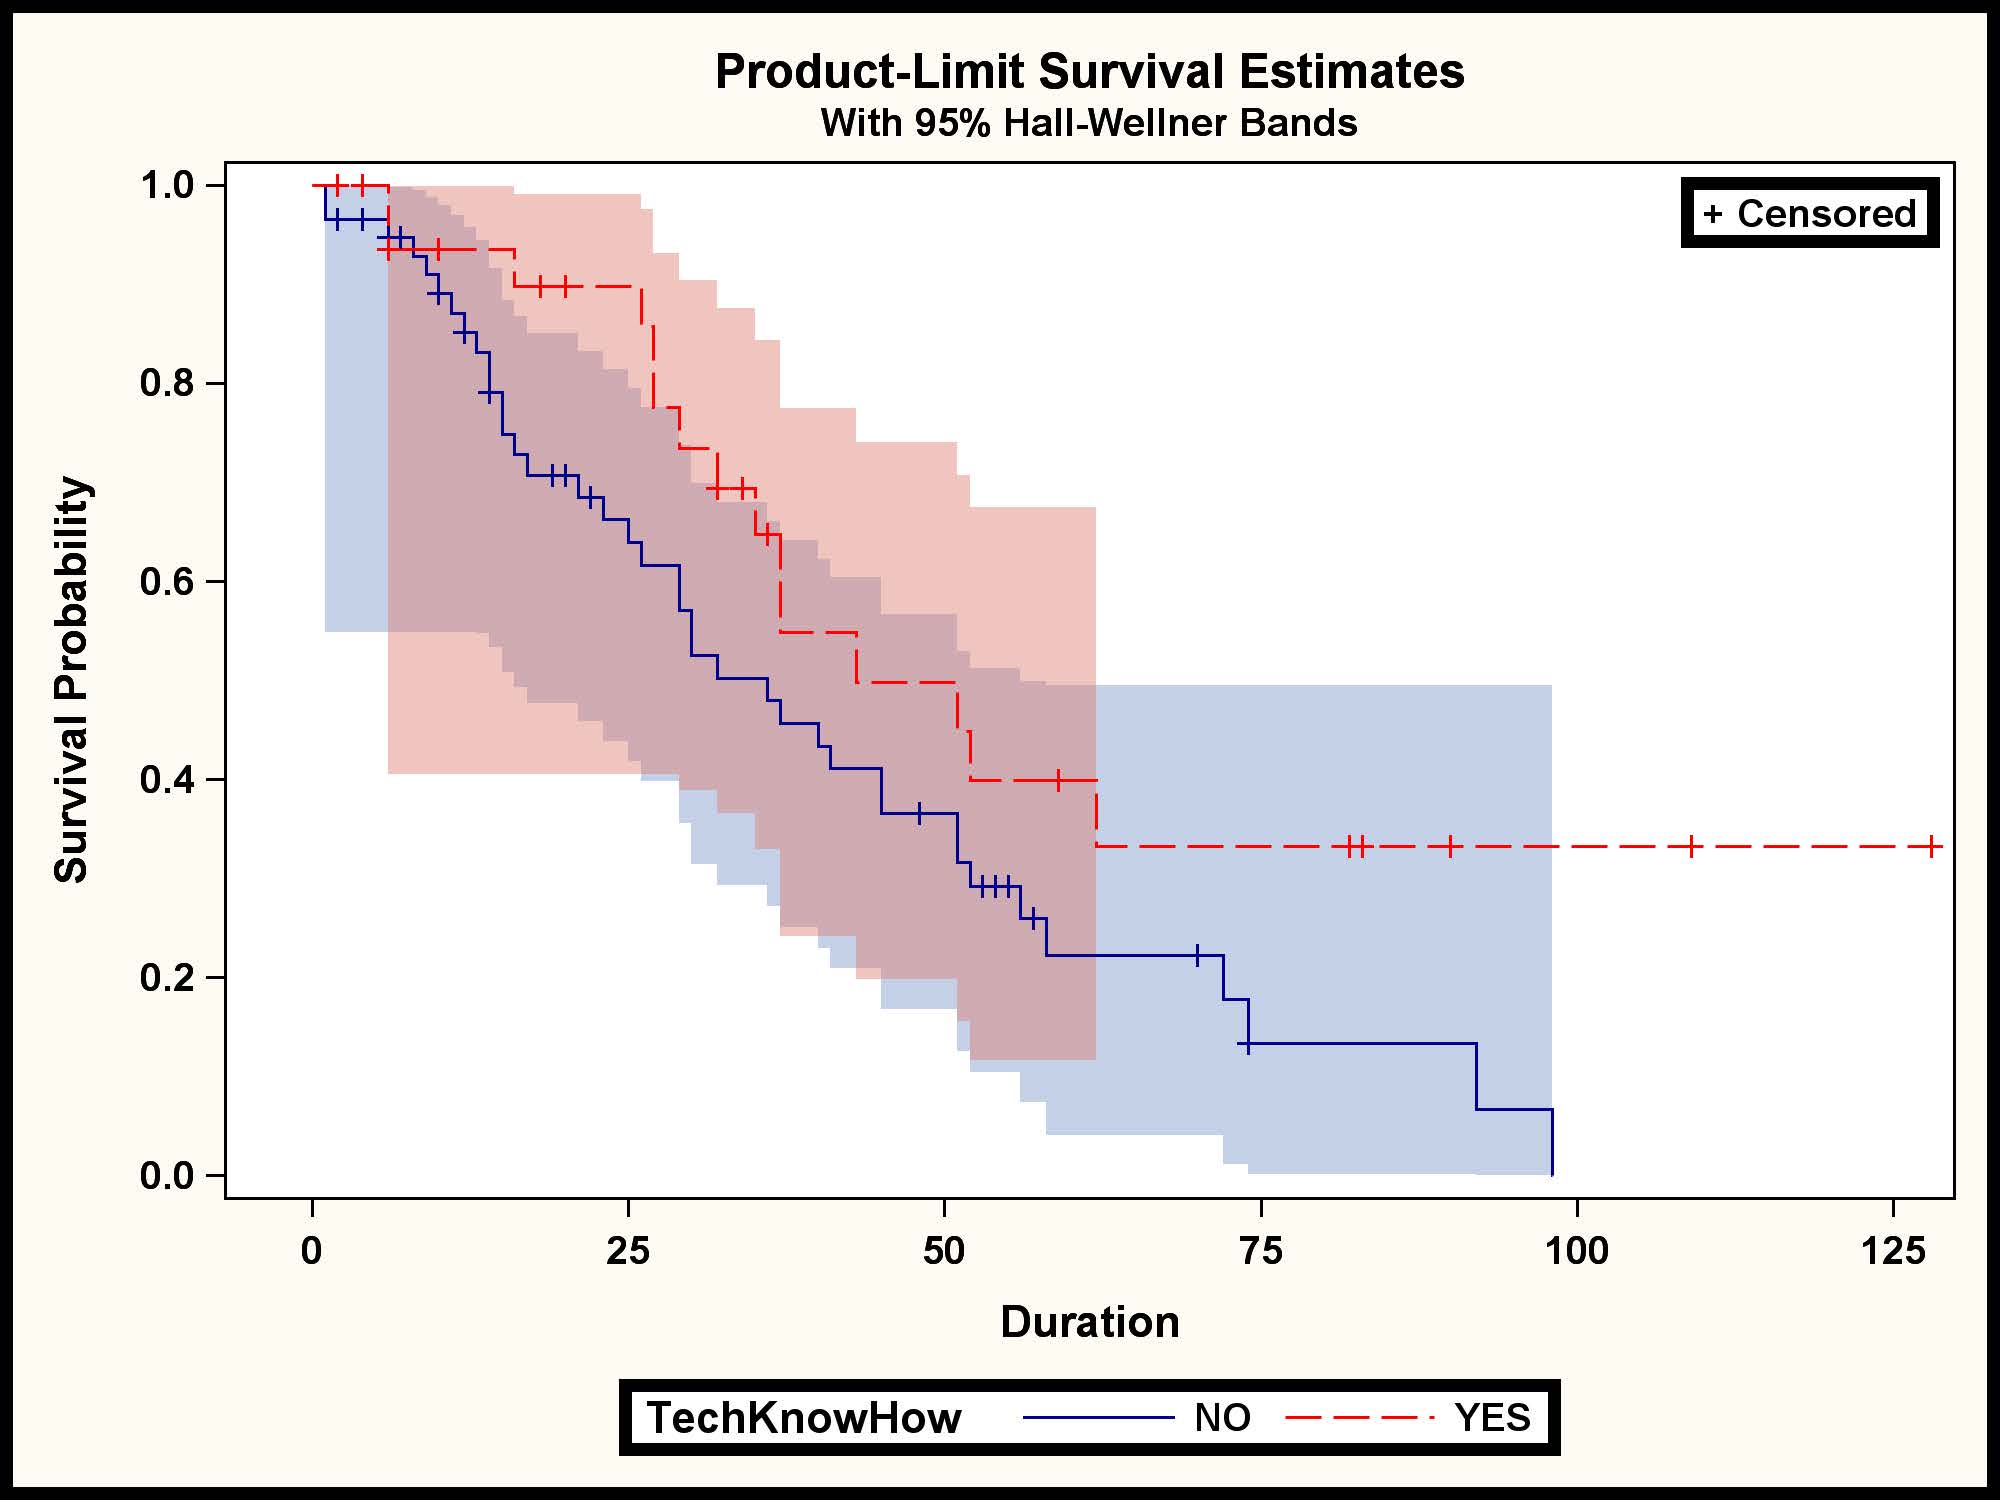 Product-Limit Survival Estimates
With 95% Hall-Wellner Bands
+ Censored
Survival Probability
1.0
0.8
0.6
0.4
0.2
0.0
0 25 50 75 100 125
Duration
TechKnowHow NO YES